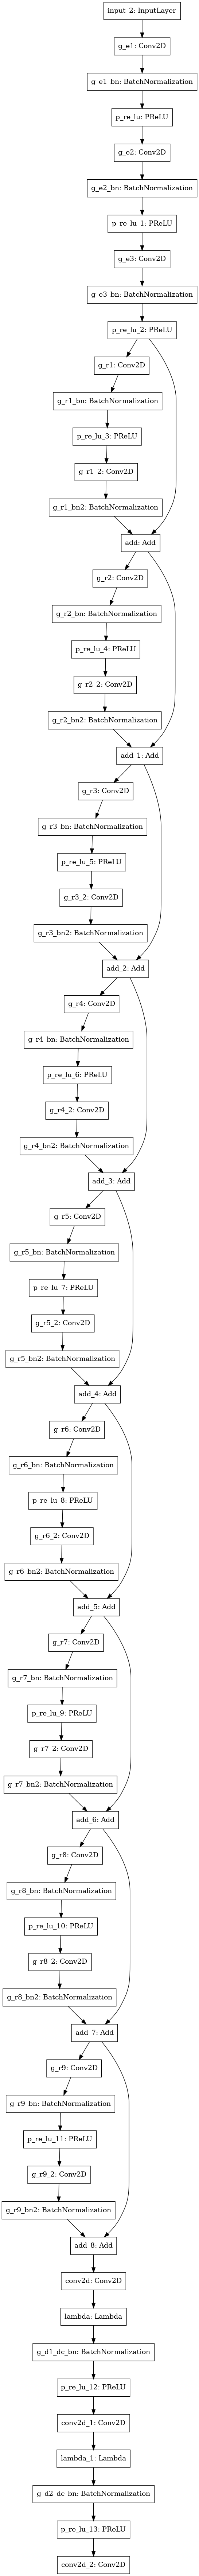 input_2: InputLayer
g_e1: Conv2D
g_e1_bn: BatchNormalization
p_re_lu: PReLU
g_e2: Conv2D
g_e2_bn: BatchNormalization
p_re_lu_1: PReLU
g_e3: Conv2D
g_e3_bn: BatchNormalization
p_re_lu_2: PReLU
g_r1: Conv2D
g_r1_bn: BatchNormalization
p_re_lu_3: PReLU
g_r1_2: Conv2D
g_r1_bn2: BatchNormalization
add: Add
g_r2: Conv2D
g_r2_bn: BatchNormalization
p_re_lu_4: PReLU
g_r2_2: Conv2D
g_r2_bn2: BatchNormalization
add_1: Add
g_r3: Conv2D
g_r3_bn: BatchNormalization
p_re_lu_5: PReLU
g_r3_2: Conv2D
g_r3_bn2: BatchNormalization
add_2: Add
g_r4: Conv2D
g_r4_bn: BatchNormalization
p_re_lu_6: PReLU
g_r4_2: Conv2D
g_r4_bn2: BatchNormalization
add_3: Add
g_r5: Conv2D
g_r5_bn: BatchNormalization
p_re_lu_7: PReLU
g_r5_2: Conv2D
g_r5_bn2: BatchNormalization
add_4: Add
g_r6: Conv2D
g_r6_bn: BatchNormalization
p_re_lu_8: PReLU
g_r6_2: Conv2D
g_r6_bn2: BatchNormalization
add_5: Add
g_r7: Conv2D
g_r7_bn: BatchNormalization
p_re_lu_9: PReLU
g_r7_2: Conv2D
g_r7_bn2: BatchNormalization
add_6: Add
g_r8: Conv2D
g_r8_bn: BatchNormalization
p_re_lu_10: PReLU
g_r8_2: Conv2D
g_r8_bn2: BatchNormalization
add_7: Add
g_r9: Conv2D
g_r9_bn: BatchNormalization
p_re_lu_11: PReLU
g_r9_2: Conv2D
g_r9_bn2: BatchNormalization
add_8: Add
conv2d: Conv2D
lambda: Lambda
g_d1_dc_bn: BatchNormalization
p_re_lu_12: PReLU
conv2d_1: Conv2D
lambda_1: Lambda
g_d2_dc_bn: BatchNormalization
p_re_lu_13: PReLU
conv2d_2: Conv2D